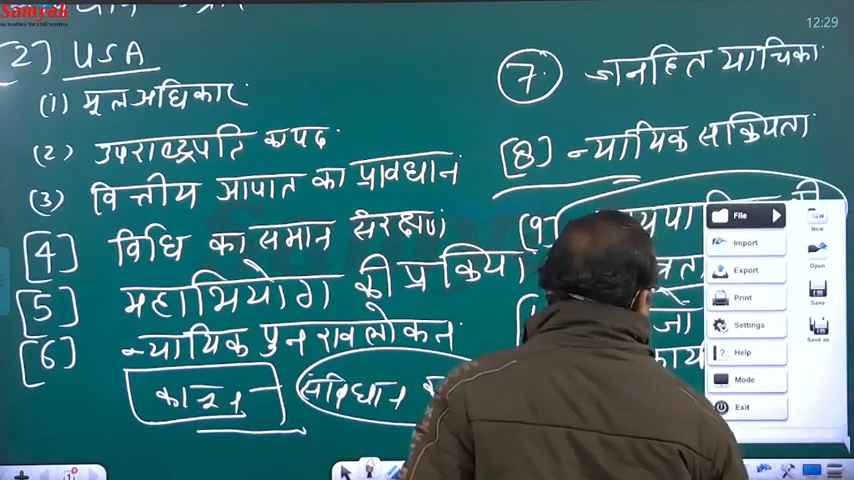 Samyak
12:29
2) USA
(1) मूल अधिकार
(2) उपराष्ट्रपति का पद
(3) वित्तीय आपात का प्रावधान
[4] विधि का समान संरक्षण
[5] महाभियोग की प्रक्रिया
[6] न्यायिक पुनरावलोकन
कानून
संविधान
7. जनहित याचिका
[8] न्यायिक सक्रियता
[9]
File
Import
Export
Print
Settings
Help
Mode
Exit
New
Open
Save
Save as